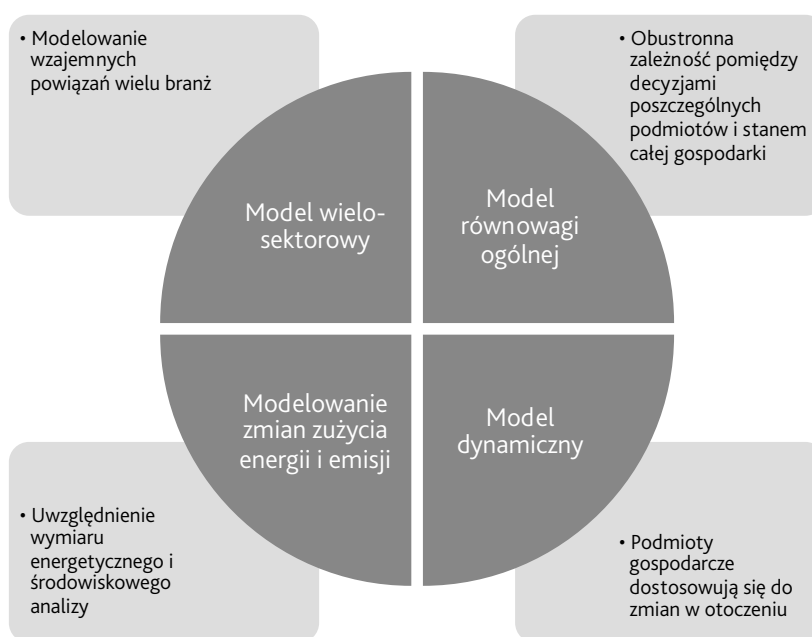 • Modelowanie
wzajemnych
powiązań wielu branż
• Obustronna
zależność pomiędzy
decyzjami
poszczególnych
podmiotów i stanem
całej gospodarki
Model wielo-
sektorowy
Model
równowagi
ogólnej
Modelowanie
zmian zużycia
energii i emisji
Model
dynamiczny
• Uwzględnienie
wymiaru
energetycznego i
środowiskowego
analizy
• Podmioty
gospodarcze
dostosowują się do
zmian w otoczeniu